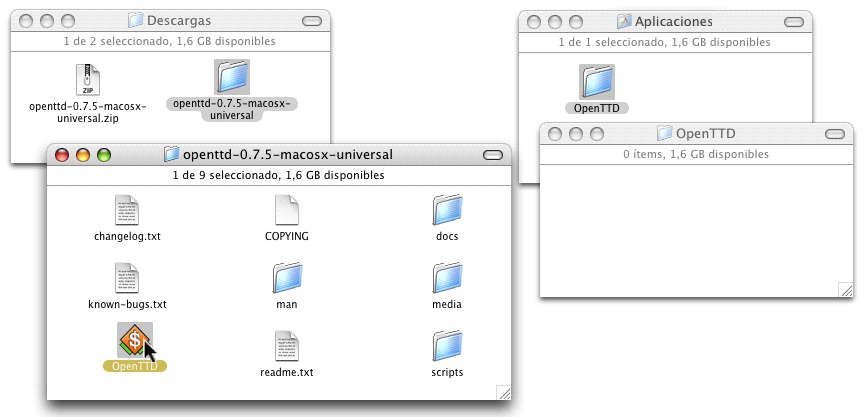 Descargas
1 de 2 seleccionado, 1,6 GB disponibles
ZIP
openttd-0.7.5-macosx-
universal.zip
openttd-0.7.5-macosx-
universal
Aplicaciones
1 de 1 seleccionado, 1,6 GB disponibles
OpenTTD
OpenTTD
0 ítems, 1,6 GB disponibles
openttd-0.7.5-macosx-universal
1 de 9 seleccionado, 1,6 GB disponibles
changelog.txt
COPYING
docs
known-bugs.txt
man
media
$
OpenTTD
readme.txt
scripts